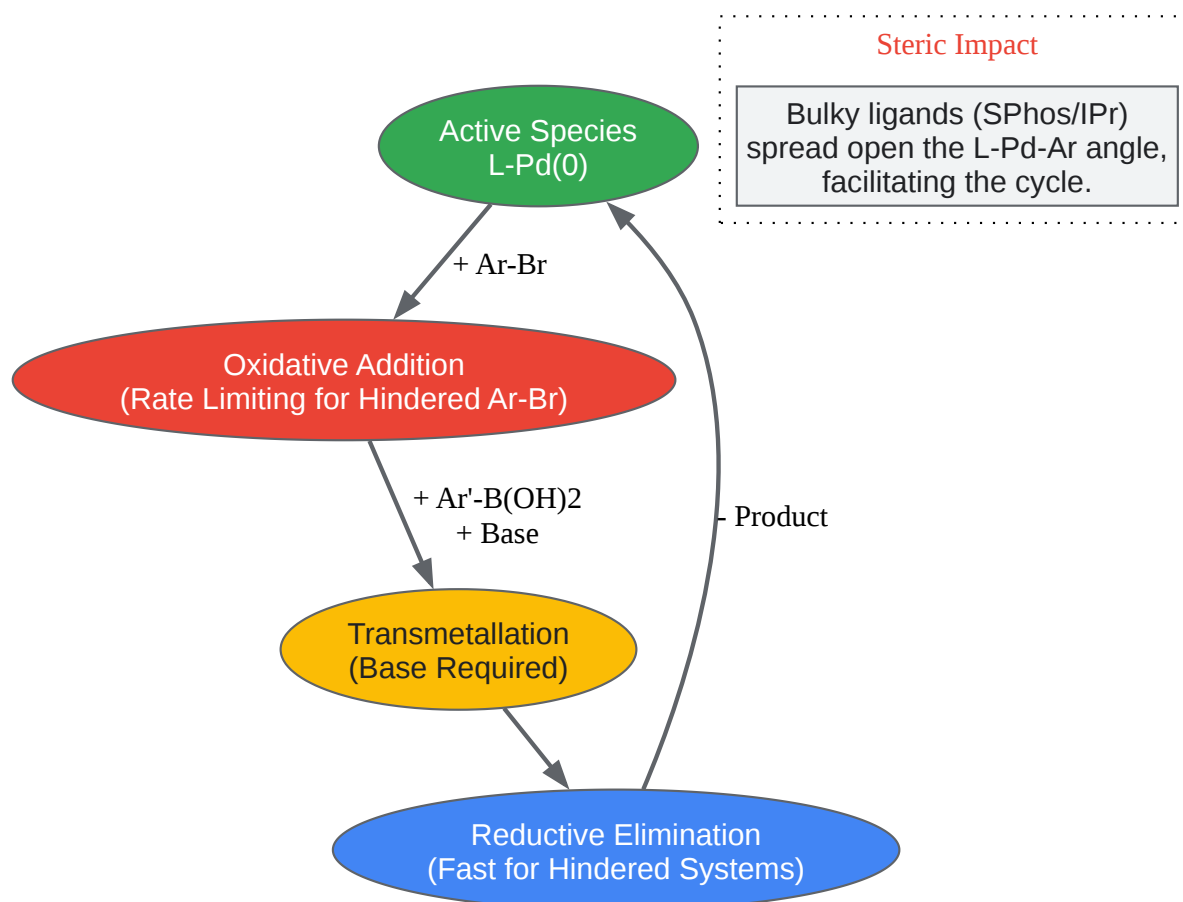 Steric Impact
Bulky ligands (SPhos/IPr)
spread open the L-Pd-Ar angle,
facilitating the cycle.
Active Species
L-Pd(0)
+ Ar-Br
Oxidative Addition
(Rate Limiting for Hindered Ar-Br)
+ Ar'-B(OH)2
+ Base
- Product
Transmetallation
(Base Required)
Reductive Elimination
(Fast for Hindered Systems)